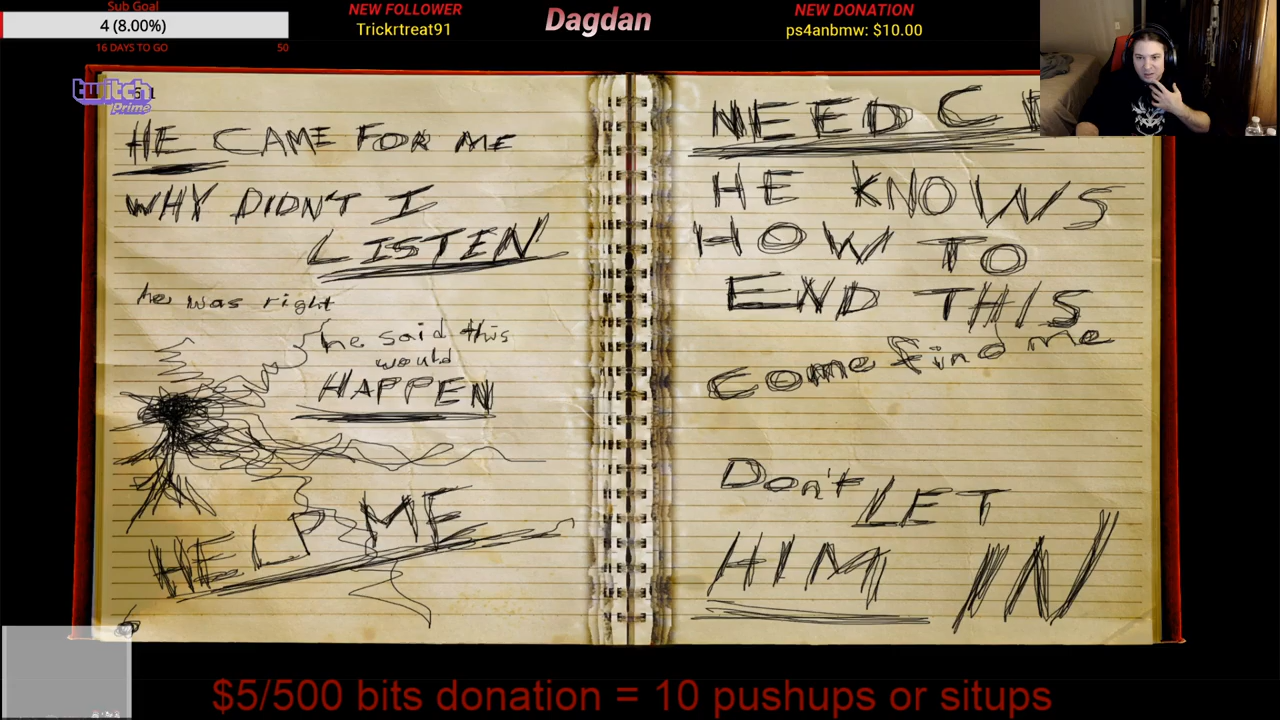 Sub Goal
4 (8.00%)
16 DAYS TO GO 50
NEW FOLLOWER
Trickrtreat91
Dagdan
NEW DONATION
ps4anbmw: $10.00
twitch
Prime
HE CAME FOR ME
WHY DIDN'T I
LISTEN
he was right
he said this
would
HAPPEN
HELP ME
NEED
HE KNOWS
HOW TO
END THIS
come find me
Don't LET
HIM IN
$5/500 bits donation = 10 pushups or situps